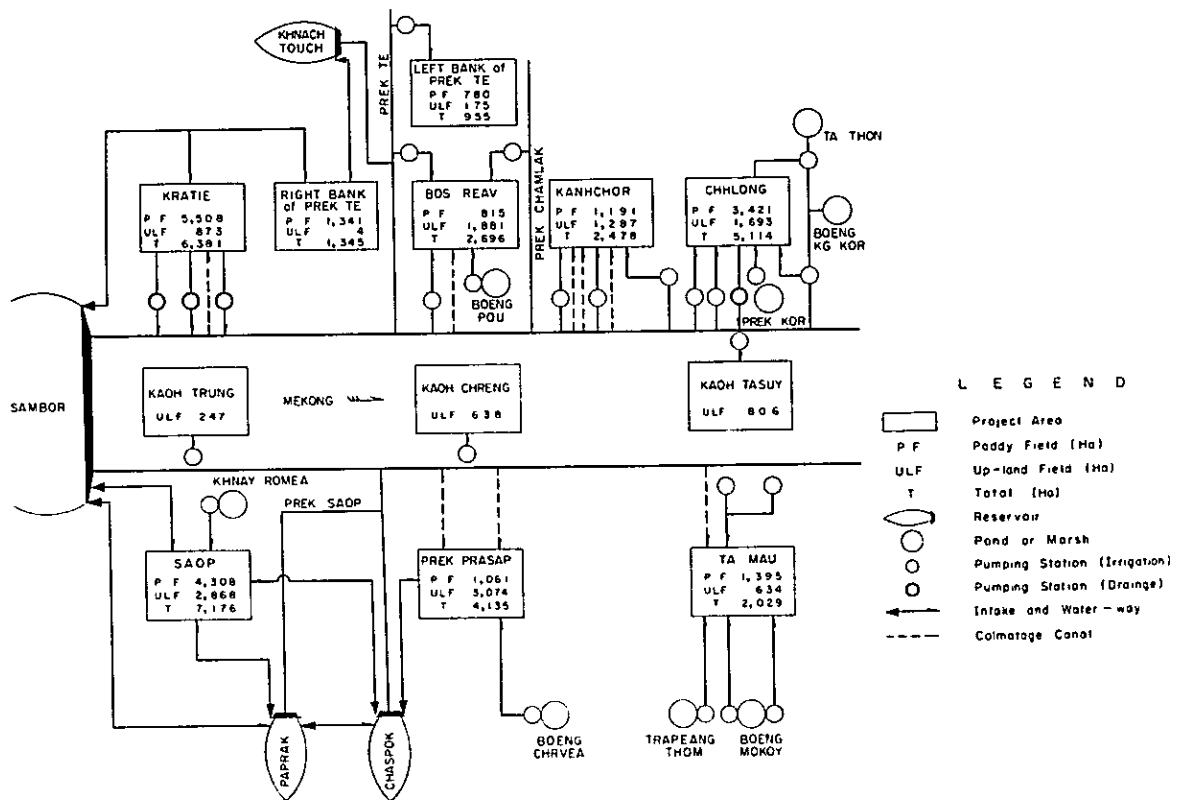 KHNACH
TOUCH
PREK TE
LEFT BANK of
PREK TE
P F 780
ULF 175
T 955
TA THON
KRATIE
P F 5,508
ULF 873
T 6,381
RIGHT BANK
of PREK TE
P F 1,341
ULF 4
T 1,345
BOS REAV
P F 815
ULF 1,881
T 2,696
PREK CHAMLAK
KANHCHOR
P F 1,191
ULF 1,287
T 2,478
CHHLONG
P F 3,421
ULF 1,693
T 5,114
BOENG
KG KOR
BOENG
POU
PREK KOR
SAMBOR
KAOH TRUNG
ULF 247
MEKONG
KAOH CHRENG
ULF 638
KAOH TASUY
ULF 806
KHNAY ROMEA
PREK SAOP
SAOP
P F 4,308
ULF 2,868
T 7,176
PREK PRASAP
P F 1,061
ULF 3,074
T 4,135
TA MAU
P F 1,395
ULF 634
T 2,029
PAPRAK
CHASPOK
BOENG
CHRVEA
TRAPEANG
THOM
BOENG
MOKOY
LEGEND
Project Area
P F Paddy Field (Ha)
ULF Up-land Field (Ha)
T Total (Ha)
Reservoir
Pond or Marsh
Pumping Station (Irrigation)
Pumping Station (Drainge)
Intake and Water-way
Colmatage Canal